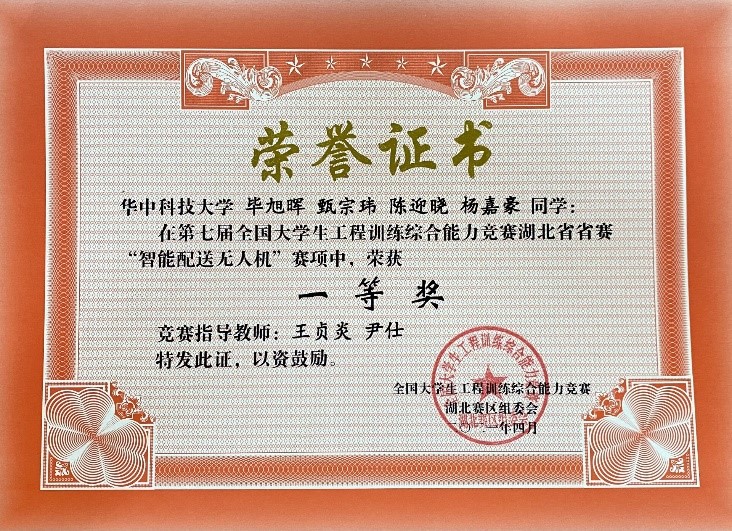 荣誉证书
华中科技大学 毕旭晖 甄宗玮 陈迎晓 杨嘉豪 同学：
在第七届全国大学生工程训练综合能力竞赛湖北省省赛
“智能配送无人机”赛项中，荣获
一等奖
竞赛指导教师：王贞炎 尹仕
特发此证，以资鼓励。
全国大学生工程训练综合能力竞赛
湖北赛区组委会
年四月